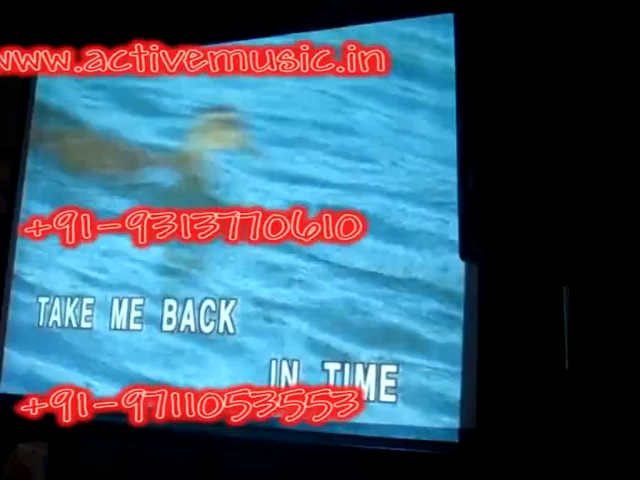 www.activemusic.in
+91-9313770610
TAKE ME BACK
IN TIME
+91-9711053553